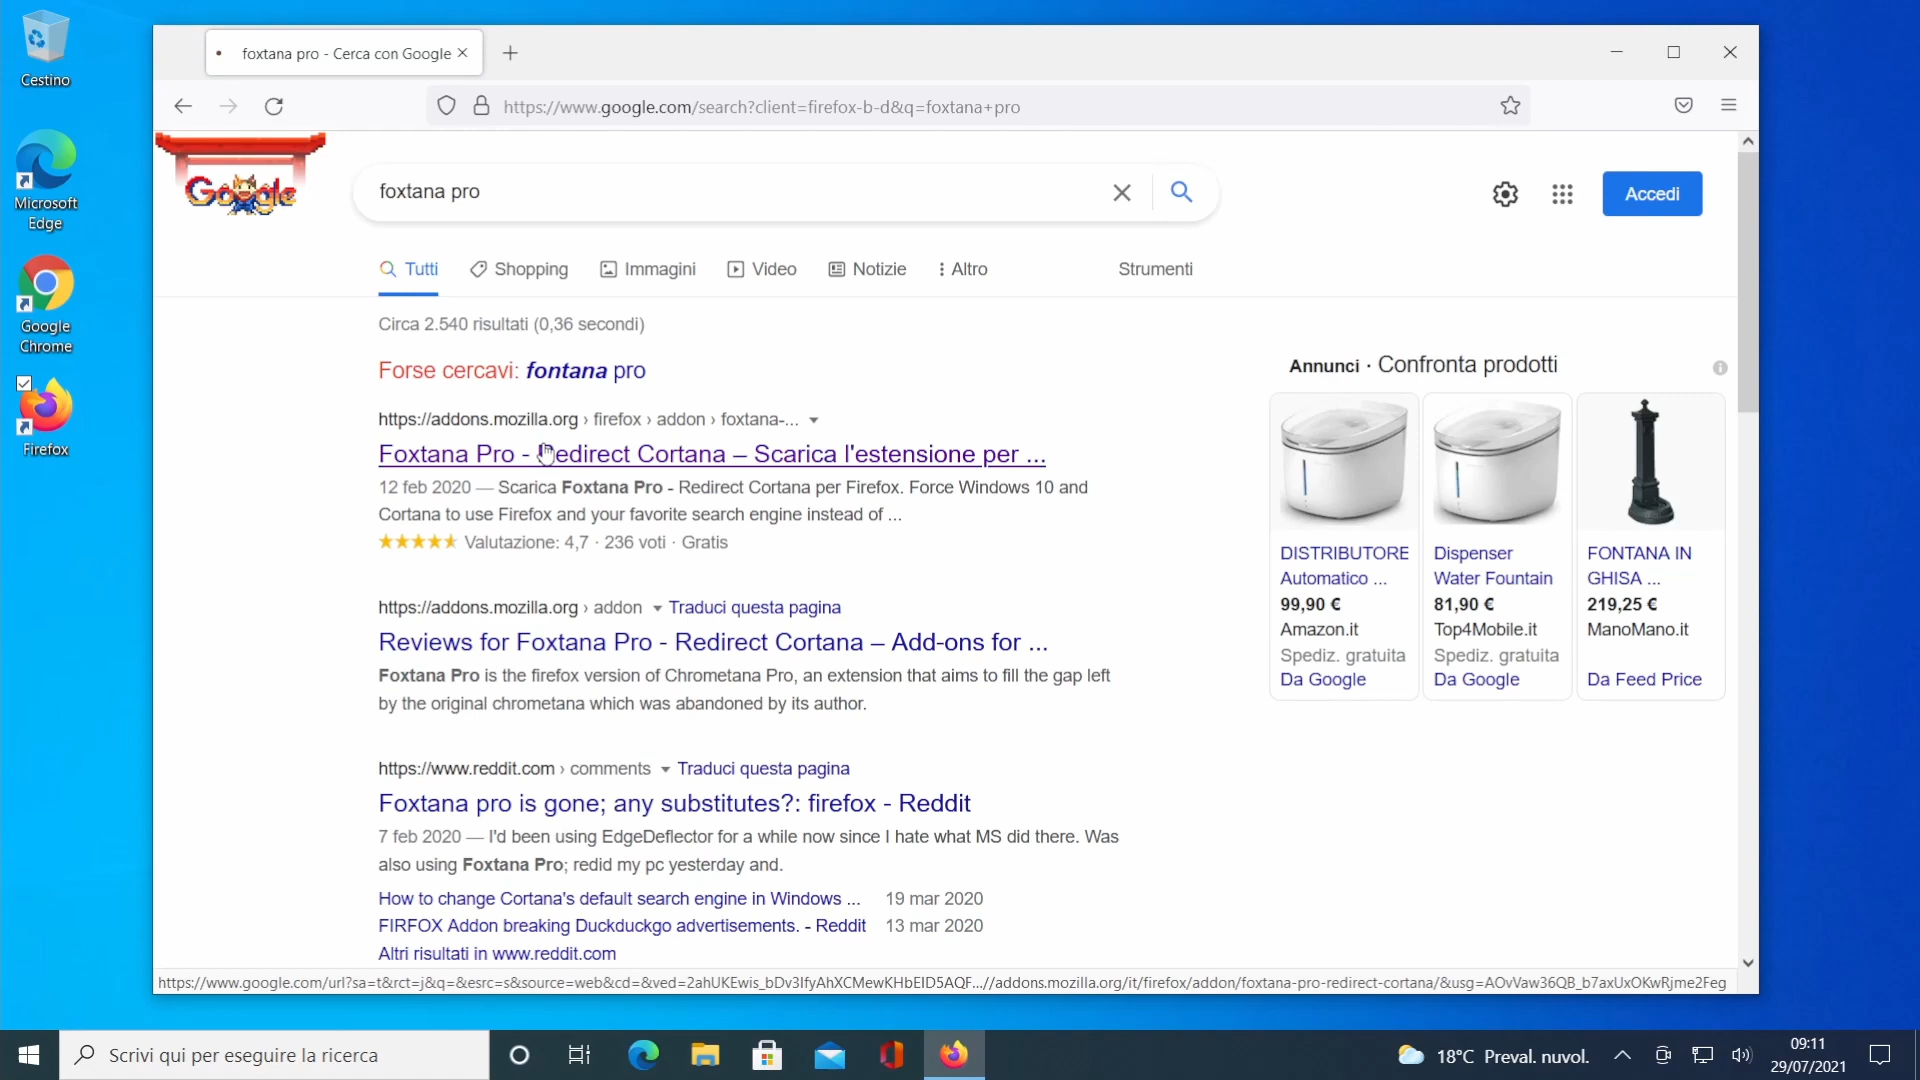 Cestino
Microsoft
Edge
Google
Chrome
Firefox
foxtana pro - Cerca con Google
https://www.google.com/search?client=firefox-b-d&q=foxtana+pro
Google
foxtana pro
Accedi
Tutti
Shopping
Immagini
Video
Notizie
Altro
Strumenti
Circa 2.540 risultati (0,36 secondi)
Forse cercavi: fontana pro
https://addons.mozilla.org › firefox › addon › foxtana-...
Foxtana Pro - Redirect Cortana – Scarica l'estensione per ...
12 feb 2020 — Scarica Foxtana Pro - Redirect Cortana per Firefox. Force Windows 10 and
Cortana to use Firefox and your favorite search engine instead of ...
Valutazione: 4,7 · 236 voti · Gratis
https://addons.mozilla.org › addon
Traduci questa pagina
Reviews for Foxtana Pro - Redirect Cortana – Add-ons for ...
Foxtana Pro is the firefox version of Chrometana Pro, an extension that aims to fill the gap left
by the original chrometana which was abandoned by its author.
https://www.reddit.com › comments
Traduci questa pagina
Foxtana pro is gone; any substitutes?: firefox - Reddit
7 feb 2020 — I'd been using EdgeDeflector for a while now since I hate what MS did there. Was
also using Foxtana Pro; redid my pc yesterday and.
How to change Cortana's default search engine in Windows ... 19 mar 2020
FIRFOX Addon breaking Duckduckgo advertisements. - Reddit 13 mar 2020
Altri risultati in www.reddit.com
Annunci · Confronta prodotti
DISTRIBUTORE
Automatico ...
99,90 €
Amazon.it
Spediz. gratuita
Da Google
Dispenser
Water Fountain
81,90 €
Top4Mobile.it
Spediz. gratuita
Da Google
FONTANA IN
GHISA ...
219,25 €
ManoMano.it
Da Feed Price
https://www.google.com/url?sa=t&rct=j&q=&esrc=s&source=web&cd=&ved=2ahUKEwis_bDv3IfyAhXCMewKHbEID5AQF...//addons.mozilla.org/it/firefox/addon/foxtana-pro-redirect-cortana/&usg=AOvVaw36QB_b7axUxOKwRjme2Feg
Scrivi qui per eseguire la ricerca
18°C Preval. nuvol.
09:11
29/07/2021